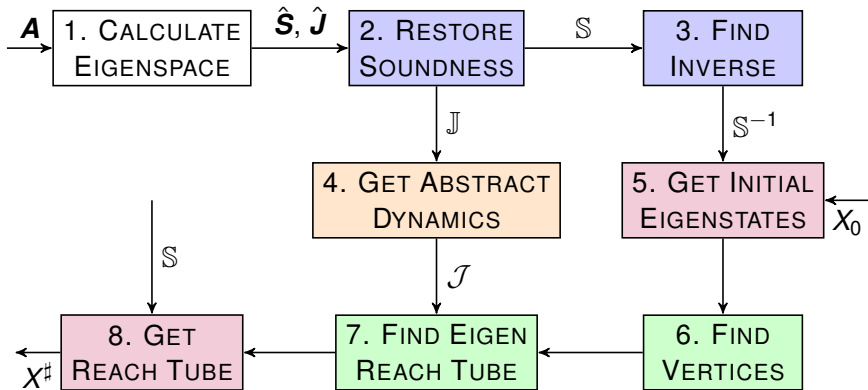 A
1. CALCULATE
EIGENSPACE
Ŝ, Ĵ
2. RESTORE
SOUNDNESS
𝕊
3. FIND
INVERSE
𝕁
𝕊⁻¹
4. GET ABSTRACT
DYNAMICS
5. GET INITIAL
EIGENSTATES
X₀
𝕊
𝒥
8. GET
REACH TUBE
X♯
7. FIND EIGEN
REACH TUBE
6. FIND
VERTICES